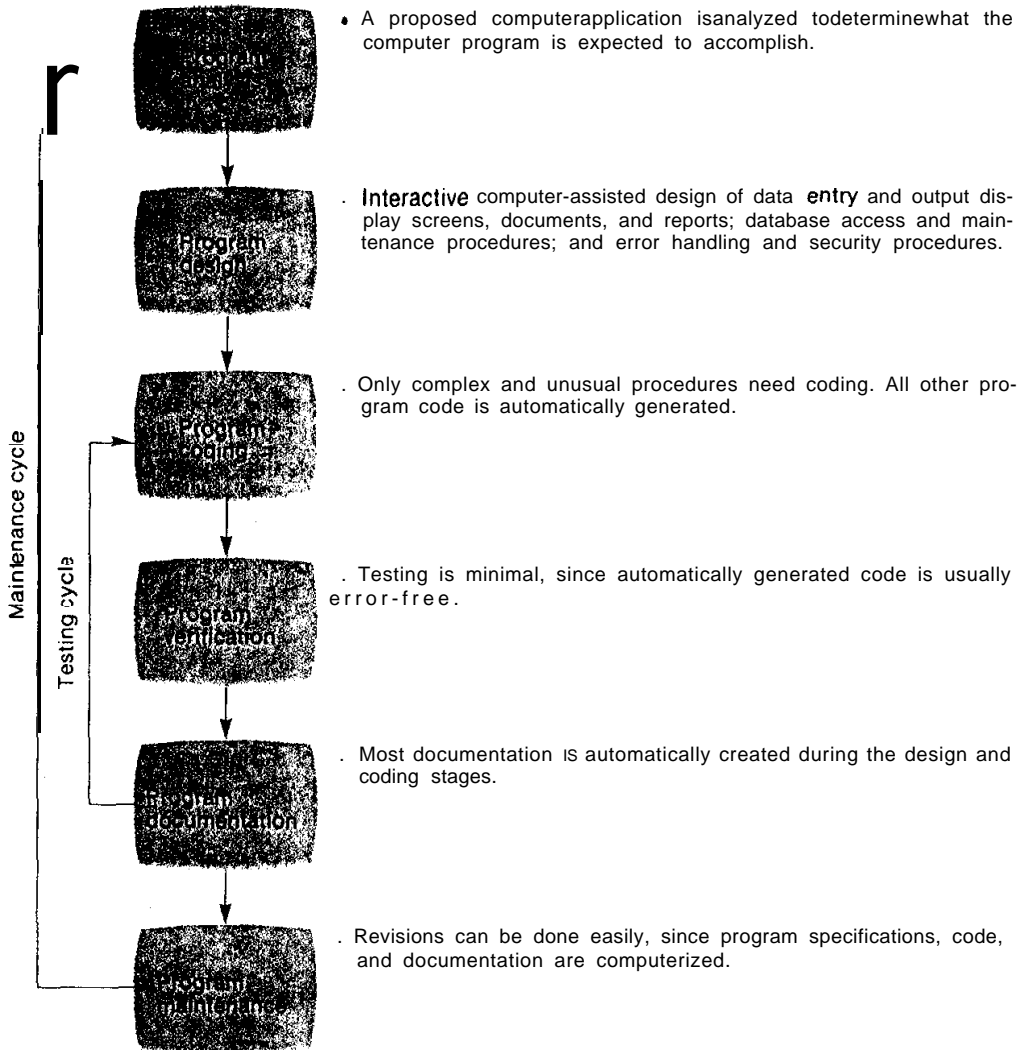 Program
• A proposed computerapplication isanalyzed todeterminewhat the
computer program is expected to accomplish.
r
Program
design
. Interactive computer-assisted design of data entry and output dis-
play screens, documents, and reports; database access and main-
tenance procedures; and error handling and security procedures.
Program
coding
. Only complex and unusual procedures need coding. All other pro-
gram code is automatically generated.
Maintenance cycle
Testing cycle
Program
verification
. Testing is minimal, since automatically generated code is usually
error-free.
Program
documentation
. Most documentation IS automatically created during the design and
coding stages.
Program
maintenance
. Revisions can be done easily, since program specifications, code,
and documentation are computerized.